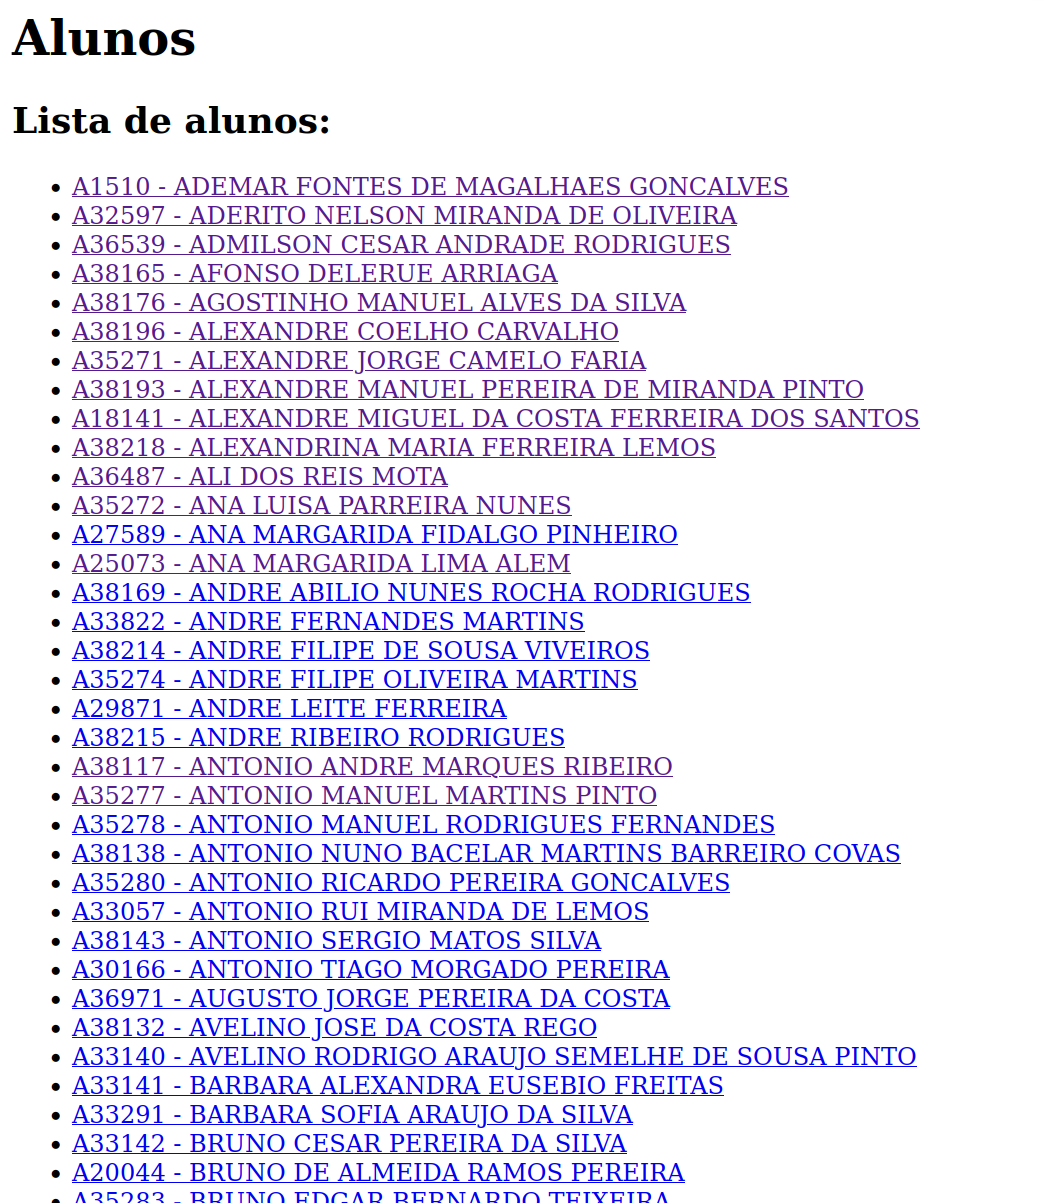 Alunos
Lista de alunos:
A1510 - ADEMAR FONTES DE MAGALHAES GONCALVES
A32597 - ADERITO NELSON MIRANDA DE OLIVEIRA
A36539 - ADMILSON CESAR ANDRADE RODRIGUES
A38165 - AFONSO DELERUE ARRIAGA
A38176 - AGOSTINHO MANUEL ALVES DA SILVA
A38196 - ALEXANDRE COELHO CARVALHO
A35271 - ALEXANDRE JORGE CAMELO FARIA
A38193 - ALEXANDRE MANUEL PEREIRA DE MIRANDA PINTO
A18141 - ALEXANDRE MIGUEL DA COSTA FERREIRA DOS SANTOS
A38218 - ALEXANDRINA MARIA FERREIRA LEMOS
A36487 - ALI DOS REIS MOTA
A35272 - ANA LUISA PARREIRA NUNES
A27589 - ANA MARGARIDA FIDALGO PINHEIRO
A25073 - ANA MARGARIDA LIMA ALEM
A38169 - ANDRE ABILIO NUNES ROCHA RODRIGUES
A33822 - ANDRE FERNANDES MARTINS
A38214 - ANDRE FILIPE DE SOUSA VIVEIROS
A35274 - ANDRE FILIPE OLIVEIRA MARTINS
A29871 - ANDRE LEITE FERREIRA
A38215 - ANDRE RIBEIRO RODRIGUES
A38117 - ANTONIO ANDRE MARQUES RIBEIRO
A35277 - ANTONIO MANUEL MARTINS PINTO
A35278 - ANTONIO MANUEL RODRIGUES FERNANDES
A38138 - ANTONIO NUNO BACELAR MARTINS BARREIRO COVAS
A35280 - ANTONIO RICARDO PEREIRA GONCALVES
A33057 - ANTONIO RUI MIRANDA DE LEMOS
A38143 - ANTONIO SERGIO MATOS SILVA
A30166 - ANTONIO TIAGO MORGADO PEREIRA
A36971 - AUGUSTO JORGE PEREIRA DA COSTA
A38132 - AVELINO JOSE DA COSTA REGO
A33140 - AVELINO RODRIGO ARAUJO SEMELHE DE SOUSA PINTO
A33141 - BARBARA ALEXANDRA EUSEBIO FREITAS
A33291 - BARBARA SOFIA ARAUJO DA SILVA
A33142 - BRUNO CESAR PEREIRA DA SILVA
A20044 - BRUNO DE ALMEIDA RAMOS PEREIRA
A35283 - BRUNO EDGAR BERNARDO TEIXEIRA